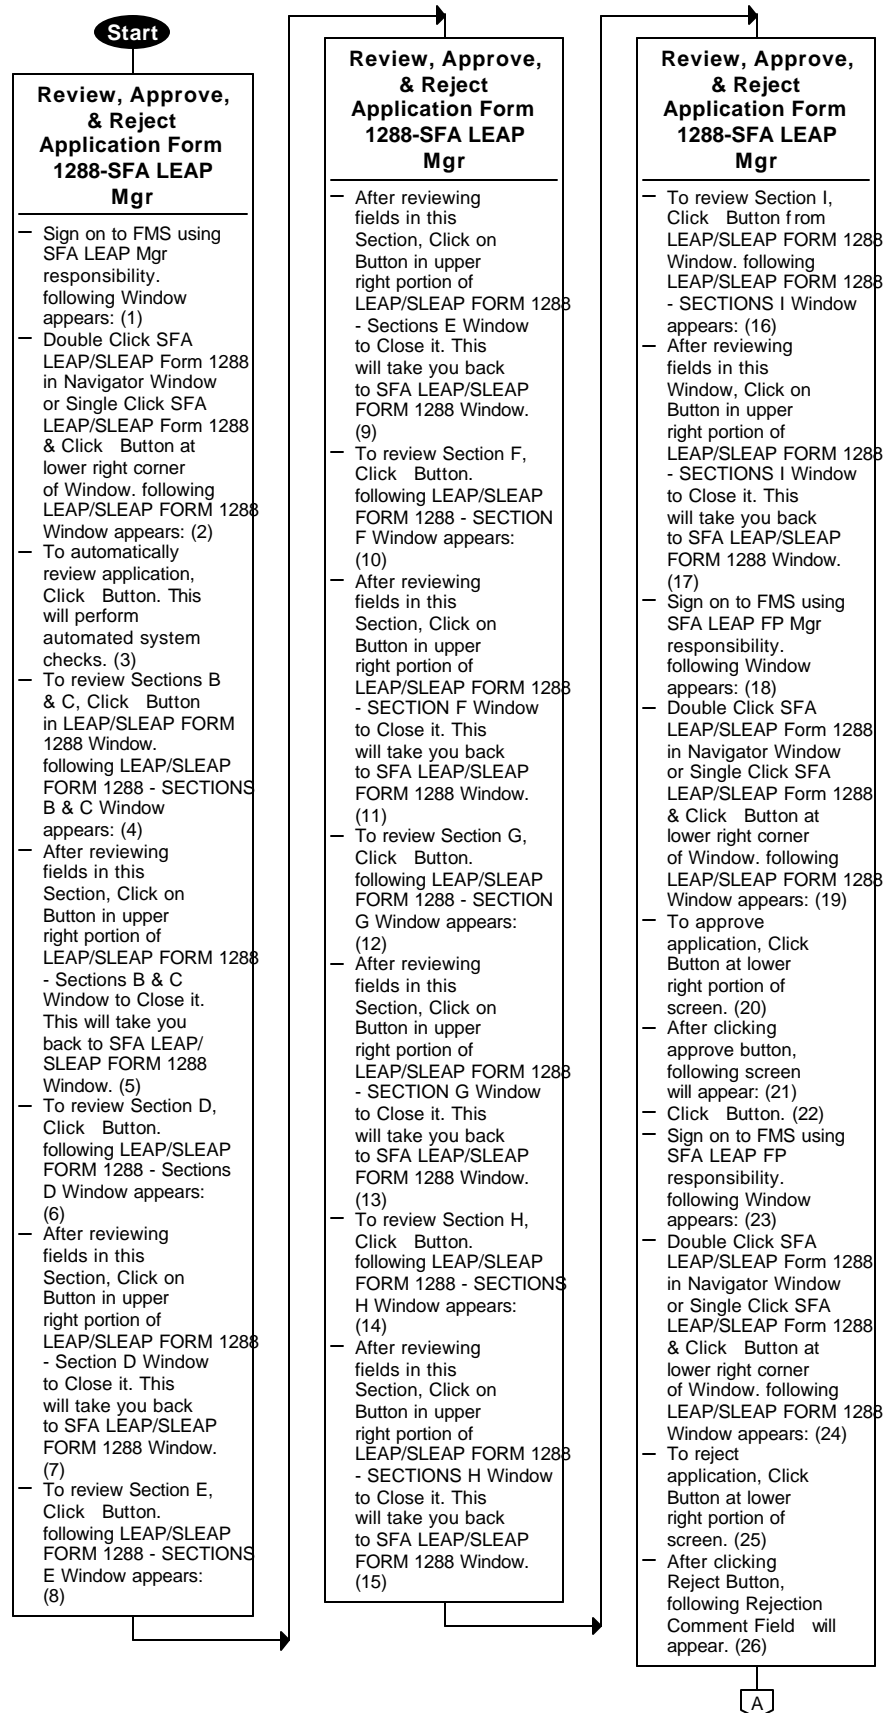 Start
Review, Approve,
& Reject
Application Form
1288-SFA LEAP
Mgr
– Sign on to FMS using
SFA LEAP Mgr
responsibility.
following Window
appears: (1)
– Double Click SFA
LEAP/SLEAP Form 1288
in Navigator Window
or Single Click SFA
LEAP/SLEAP Form 1288
& Click Button at
lower right corner
of Window. following
LEAP/SLEAP FORM 1288
Window appears: (2)
– To automatically
review application,
Click Button. This
will perform
automated system
checks. (3)
– To review Sections B
& C, Click Button
in LEAP/SLEAP FORM
1288 Window.
following LEAP/SLEAP
FORM 1288 - SECTIONS
B & C Window
appears: (4)
– After reviewing
fields in this
Section, Click on
Button in upper
right portion of
LEAP/SLEAP FORM 1288
- Sections B & C
Window to Close it.
This will take you
back to SFA LEAP/
SLEAP FORM 1288
Window. (5)
– To review Section D,
Click Button.
following LEAP/SLEAP
FORM 1288 - Sections
D Window appears:
(6)
– After reviewing
fields in this
Section, Click on
Button in upper
right portion of
LEAP/SLEAP FORM 1288
- Section D Window
to Close it. This
will take you back
to SFA LEAP/SLEAP
FORM 1288 Window.
(7)
– To review Section E,
Click Button.
following LEAP/SLEAP
FORM 1288 - SECTIONS
E Window appears:
(8)
Review, Approve,
& Reject
Application Form
1288-SFA LEAP
Mgr
– After reviewing
fields in this
Section, Click on
Button in upper
right portion of
LEAP/SLEAP FORM 1288
- Sections E Window
to Close it. This
will take you back
to SFA LEAP/SLEAP
FORM 1288 Window.
(9)
– To review Section F,
Click Button.
following LEAP/SLEAP
FORM 1288 - SECTION
F Window appears:
(10)
– After reviewing
fields in this
Section, Click on
Button in upper
right portion of
LEAP/SLEAP FORM 1288
- SECTION F Window
to Close it. This
will take you back
to SFA LEAP/SLEAP
FORM 1288 Window.
(11)
– To review Section G,
Click Button.
following LEAP/SLEAP
FORM 1288 - SECTION
G Window appears:
(12)
– After reviewing
fields in this
Section, Click on
Button in upper
right portion of
LEAP/SLEAP FORM 1288
- SECTION G Window
to Close it. This
will take you back
to SFA LEAP/SLEAP
FORM 1288 Window.
(13)
– To review Section H,
Click Button.
following LEAP/SLEAP
FORM 1288 - SECTIONS
H Window appears:
(14)
– After reviewing
fields in this
Section, Click on
Button in upper
right portion of
LEAP/SLEAP FORM 1288
- SECTIONS H Window
to Close it. This
will take you back
to SFA LEAP/SLEAP
FORM 1288 Window.
(15)
Review, Approve,
& Reject
Application Form
1288-SFA LEAP
Mgr
– To review Section I,
Click Button from
LEAP/SLEAP FORM 1288
Window. following
LEAP/SLEAP FORM 1288
- SECTIONS I Window
appears: (16)
– After reviewing
fields in this
Window, Click on
Button in upper
right portion of
LEAP/SLEAP FORM 1288
- SECTIONS I Window
to Close it. This
will take you back
to SFA LEAP/SLEAP
FORM 1288 Window.
(17)
– Sign on to FMS using
SFA LEAP FP Mgr
responsibility.
following Window
appears: (18)
– Double Click SFA
LEAP/SLEAP Form 1288
in Navigator Window
or Single Click SFA
LEAP/SLEAP Form 1288
& Click Button at
lower right corner
of Window. following
LEAP/SLEAP FORM 1288
Window appears: (19)
– To approve
application, Click
Button at lower
right portion of
screen. (20)
– After clicking
approve button,
following screen
will appear: (21)
– Click Button. (22)
– Sign on to FMS using
SFA LEAP FP
responsibility.
following Window
appears: (23)
– Double Click SFA
LEAP/SLEAP Form 1288
in Navigator Window
or Single Click SFA
LEAP/SLEAP Form 1288
& Click Button at
lower right corner
of Window. following
LEAP/SLEAP FORM 1288
Window appears: (24)
– To reject
application, Click
Button at lower
right portion of
screen. (25)
– After clicking
Reject Button,
following Rejection
Comment Field will
appear. (26)
A